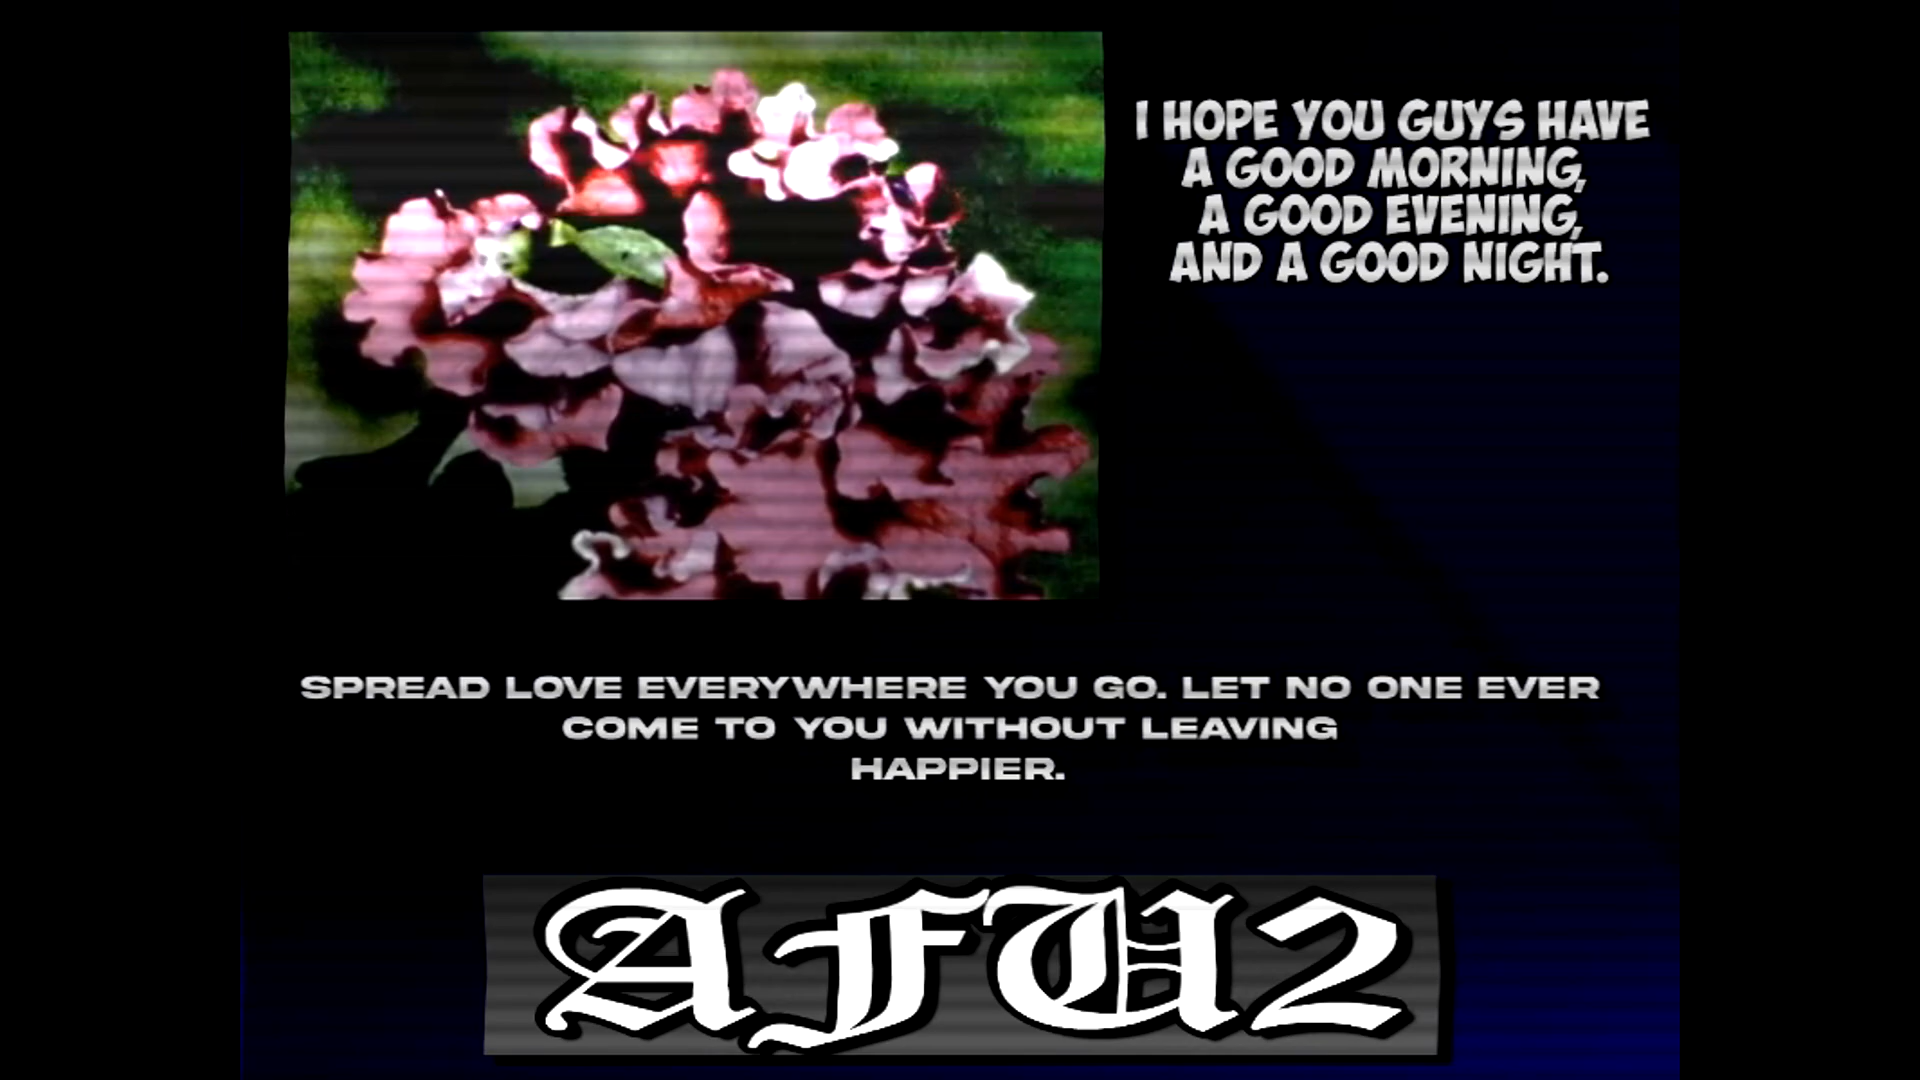 I HOPE YOU GUYS HAVE
A GOOD MORNING,
A GOOD EVENING,
AND A GOOD NIGHT.
SPREAD LOVE EVERYWHERE YOU GO. LET NO ONE EVER
COME TO YOU WITHOUT LEAVING
HAPPIER.
AFU2